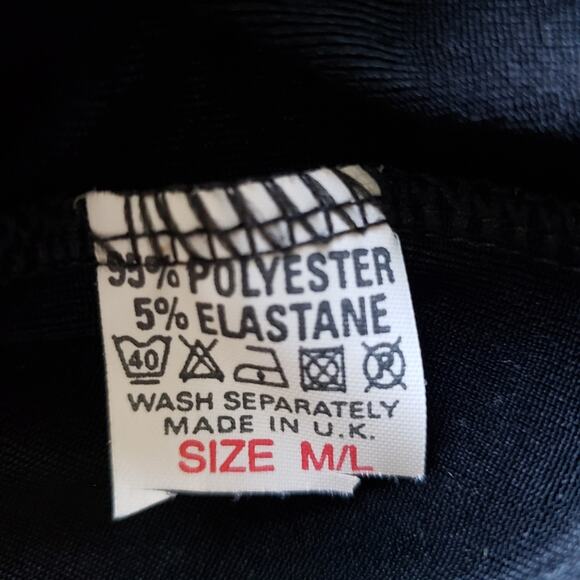 95% POLYESTER
5% ELASTANE
40 R
WASH SEPARATELY
MADE IN U.K.
SIZE M/L